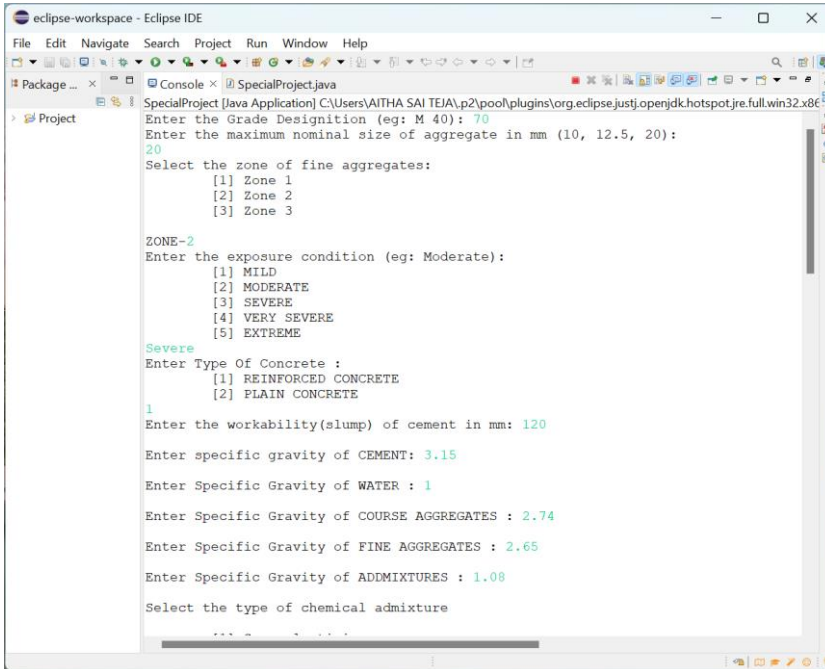 eclipse-workspace - Eclipse IDE
File Edit Navigate Search Project Run Window Help
Package ...
Console
SpecialProject.java
SpecialProject [Java Application] C:\Users\AITHA SAI TEJA\.p2\pool\plugins\org.eclipse.justj.openjdk.hotspot.jre.full.win32.x86
Project
Enter the Grade Designition (eg: M 40): 70
Enter the maximum nominal size of aggregate in mm (10, 12.5, 20):
20
Select the zone of fine aggregates:
[1] Zone 1
[2] Zone 2
[3] Zone 3
ZONE-2
Enter the exposure condition (eg: Moderate):
[1] MILD
[2] MODERATE
[3] SEVERE
[4] VERY SEVERE
[5] EXTREME
Severe
Enter Type Of Concrete :
[1] REINFORCED CONCRETE
[2] PLAIN CONCRETE
1
Enter the workability(slump) of cement in mm: 120
Enter specific gravity of CEMENT: 3.15
Enter Specific Gravity of WATER : 1
Enter Specific Gravity of COURSE AGGREGATES : 2.74
Enter Specific Gravity of FINE AGGREGATES : 2.65
Enter Specific Gravity of ADDMIXTURES : 1.08
Select the type of chemical admixture